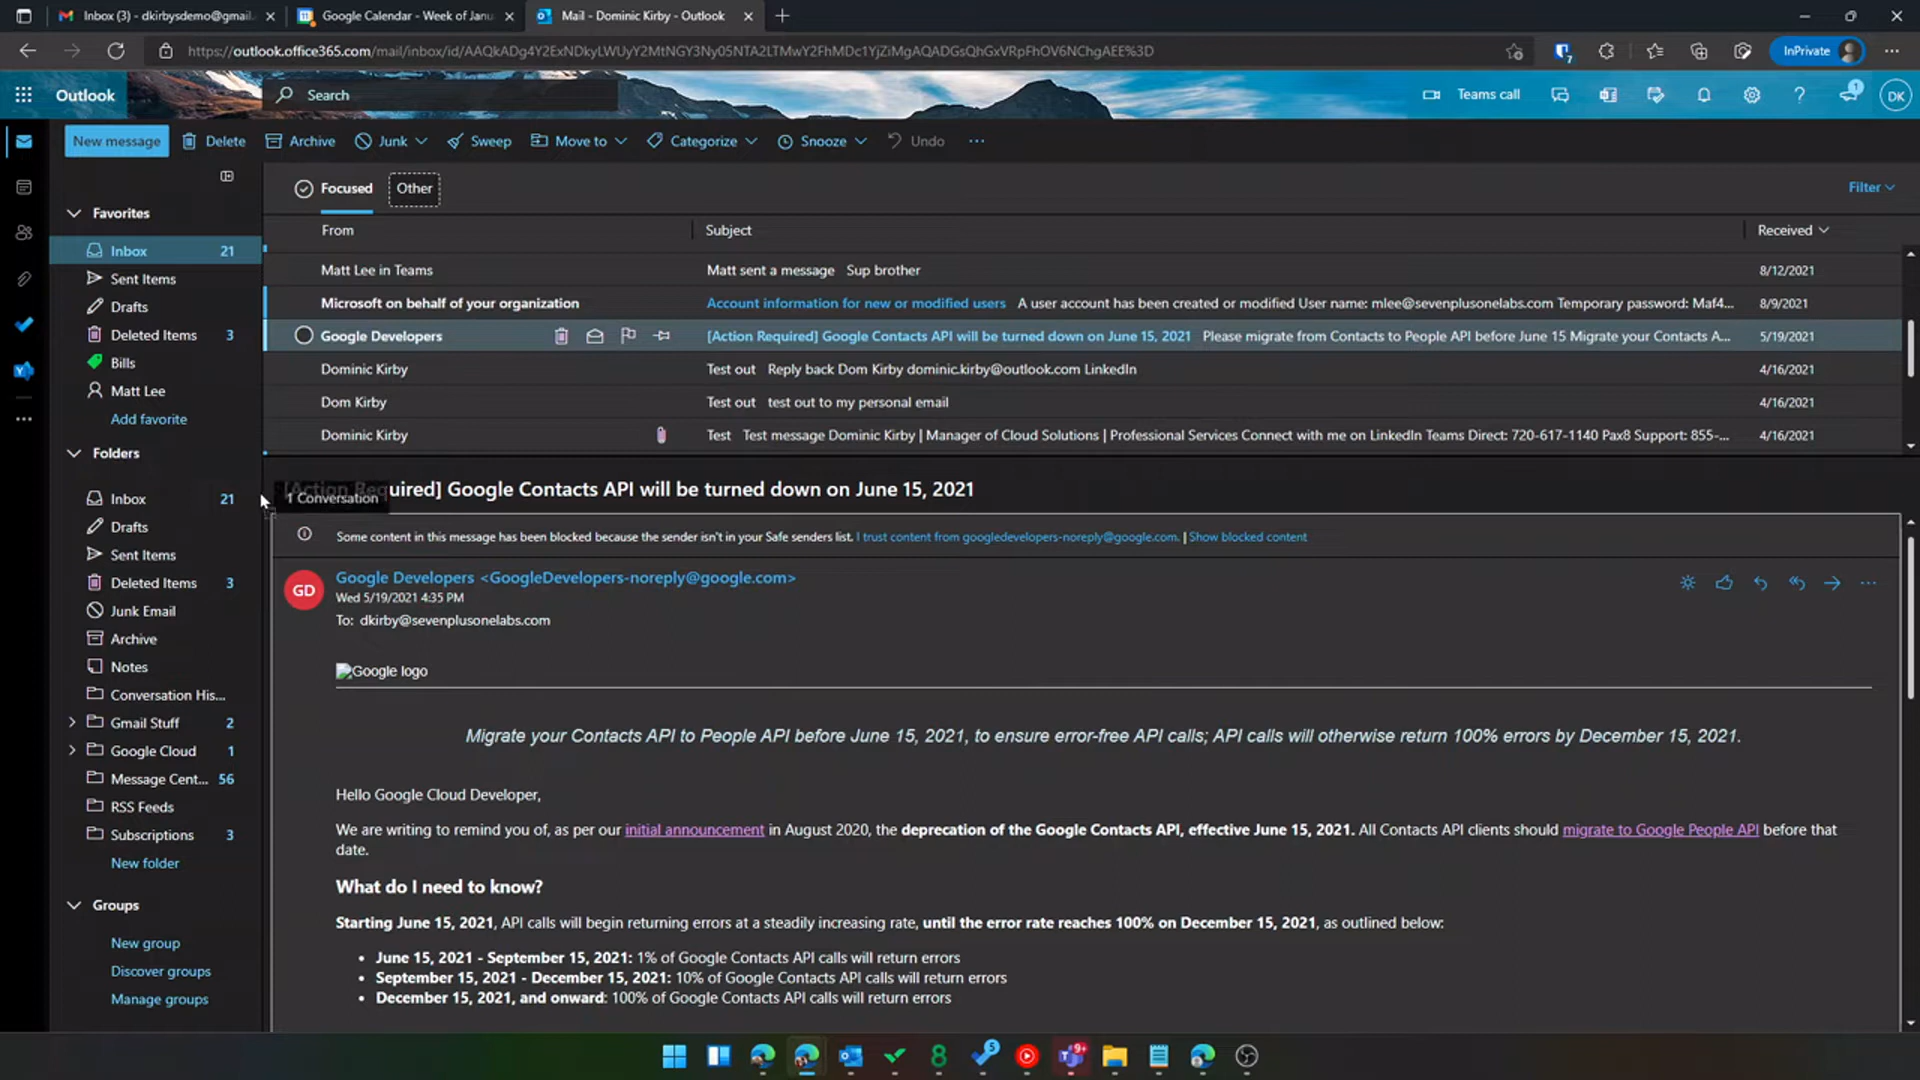 Inbox (3) - dkirbysdemo@gmail.
Google Calendar - Week of Janu
Mail - Dominic Kirby - Outlook
https://outlook.office365.com/mail/inbox/id/AAQkADg4Y2ExNDkyLWUyY2MtNGY3Ny05NTA2LTMwY2FhMDc1YjZiMgAQADGsQhGxVRpFhOV6NChgAEE%3D
InPrivate
Outlook
Search
Teams call
1
DK
New message
Delete
Archive
Junk
Sweep
Move to
Categorize
Snooze
Undo
Focused
Other
Filter
Favorites
Inbox 21
Sent Items
Drafts
Deleted Items 3
Bills
Matt Lee
Add favorite
Folders
Inbox 21
Drafts
Sent Items
Deleted Items 3
Junk Email
Archive
Notes
Conversation His...
Gmail Stuff 2
Google Cloud 1
Message Cent... 56
RSS Feeds
Subscriptions 3
New folder
Groups
New group
Discover groups
Manage groups
From Subject Received
Matt Lee in Teams Matt sent a message Sup brother 8/12/2021
Microsoft on behalf of your organization Account information for new or modified users A user account has been created or modified User name: mlee@sevenplusonelabs.com Temporary password: Maf4... 8/9/2021
Google Developers [Action Required] Google Contacts API will be turned down on June 15, 2021 Please migrate from Contacts to People API before June 15 Migrate your Contacts A... 5/19/2021
Dominic Kirby Test out Reply back Dom Kirby dominic.kirby@outlook.com LinkedIn 4/16/2021
Dom Kirby Test out test out to my personal email 4/16/2021
Dominic Kirby Test Test message Dominic Kirby | Manager of Cloud Solutions | Professional Services Connect with me on LinkedIn Teams Direct: 720-617-1140 Pax8 Support: 855-... 4/16/2021
[Action Required] Google Contacts API will be turned down on June 15, 2021
1 Conversation
Some content in this message has been blocked because the sender isn't in your Safe senders list. I trust content from googledevelopers-noreply@google.com. | Show blocked content
GD
Google Developers <GoogleDevelopers-noreply@google.com>
Wed 5/19/2021 4:35 PM
To: dkirby@sevenplusonelabs.com
Google logo
Migrate your Contacts API to People API before June 15, 2021, to ensure error-free API calls; API calls will otherwise return 100% errors by December 15, 2021.
Hello Google Cloud Developer,
We are writing to remind you of, as per our initial announcement in August 2020, the deprecation of the Google Contacts API, effective June 15, 2021. All Contacts API clients should migrate to Google People API before that
date.
What do I need to know?
Starting June 15, 2021, API calls will begin returning errors at a steadily increasing rate, until the error rate reaches 100% on December 15, 2021, as outlined below:
• June 15, 2021 - September 15, 2021: 1% of Google Contacts API calls will return errors
• September 15, 2021 - December 15, 2021: 10% of Google Contacts API calls will return errors
• December 15, 2021, and onward: 100% of Google Contacts API calls will return errors
8
5
9+